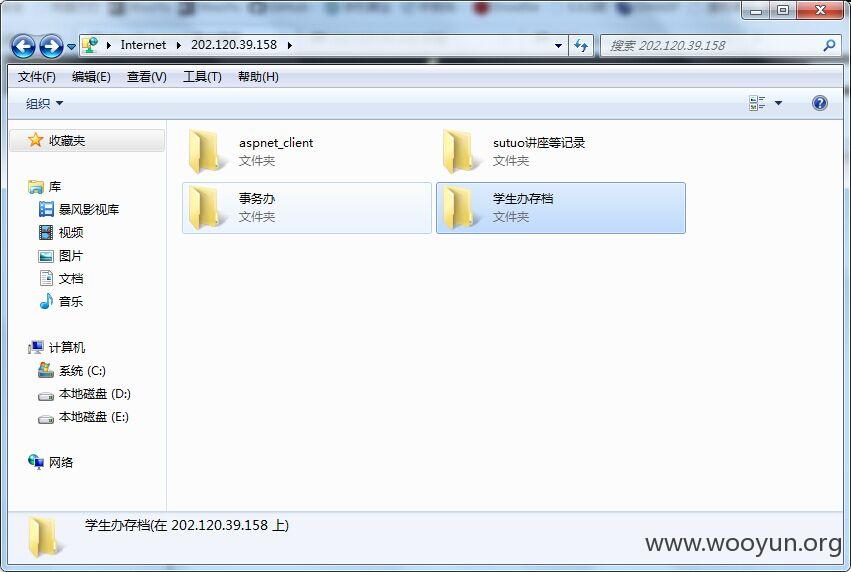 Internet 202.120.39.158
搜索 202.120.39.158
文件(F) 编辑(E) 查看(V) 工具(T) 帮助(H)
组织
收藏夹
库
暴风影视库
视频
图片
文档
音乐
计算机
系统 (C:)
本地磁盘 (D:)
本地磁盘 (E:)
网络
aspnet_client
文件夹
sutuo讲座等记录
文件夹
事务办
文件夹
学生办存档
文件夹
学生办存档(在 202.120.39.158 上)
www.wooyun.org